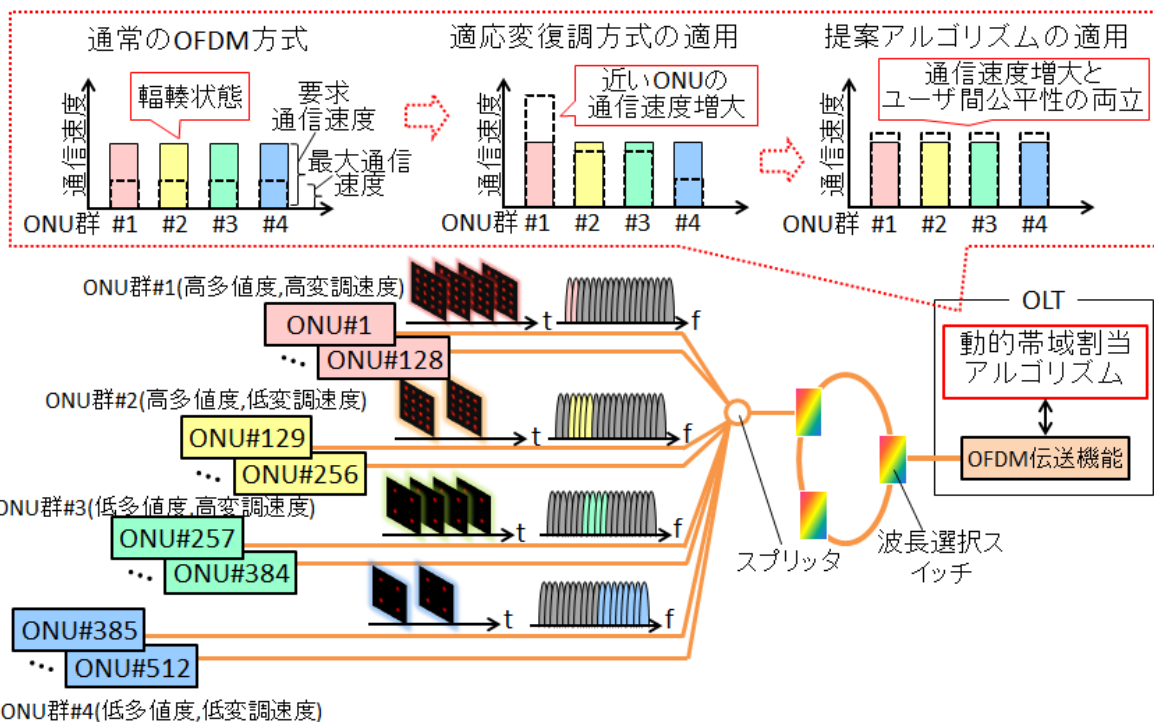 通常のOFDM方式
適応変復調方式の適用
提案アルゴリズムの適用
通信速度
輻輳状態
要求
通信速度
最大通信
速度
ONU群 #1 #2 #3 #4
通信速度
近いONUの
通信速度増大
ONU群 #1 #2 #3 #4
通信速度
通信速度増大と
ユーザ間公平性の両立
ONU群 #1 #2 #3 #4
ONU群#1(高多値度,高変調速度)
ONU#1
… ONU#128
t f
ONU群#2(高多値度,低変調速度)
ONU#129
… ONU#256
t f
ONU群#3(低多値度,高変調速度)
ONU#257
… ONU#384
t f
ONU#385
… ONU#512
t f
ONU群#4(低多値度,低変調速度)
スプリッタ
波長選択ス
イッチ
OLT
動的帯域割当
アルゴリズム
OFDM伝送機能